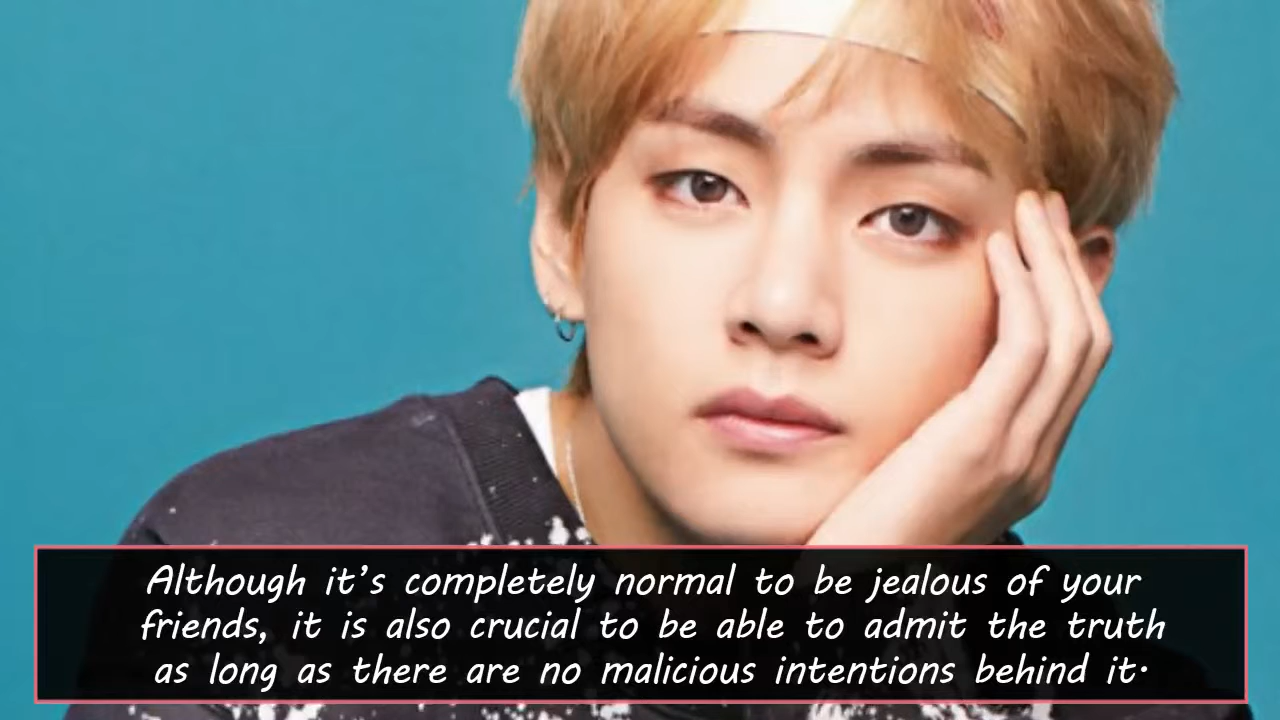 Although it’s completely normal to be jealous of your
friends, it is also crucial to be able to admit the truth
as long as there are no malicious intentions behind it.